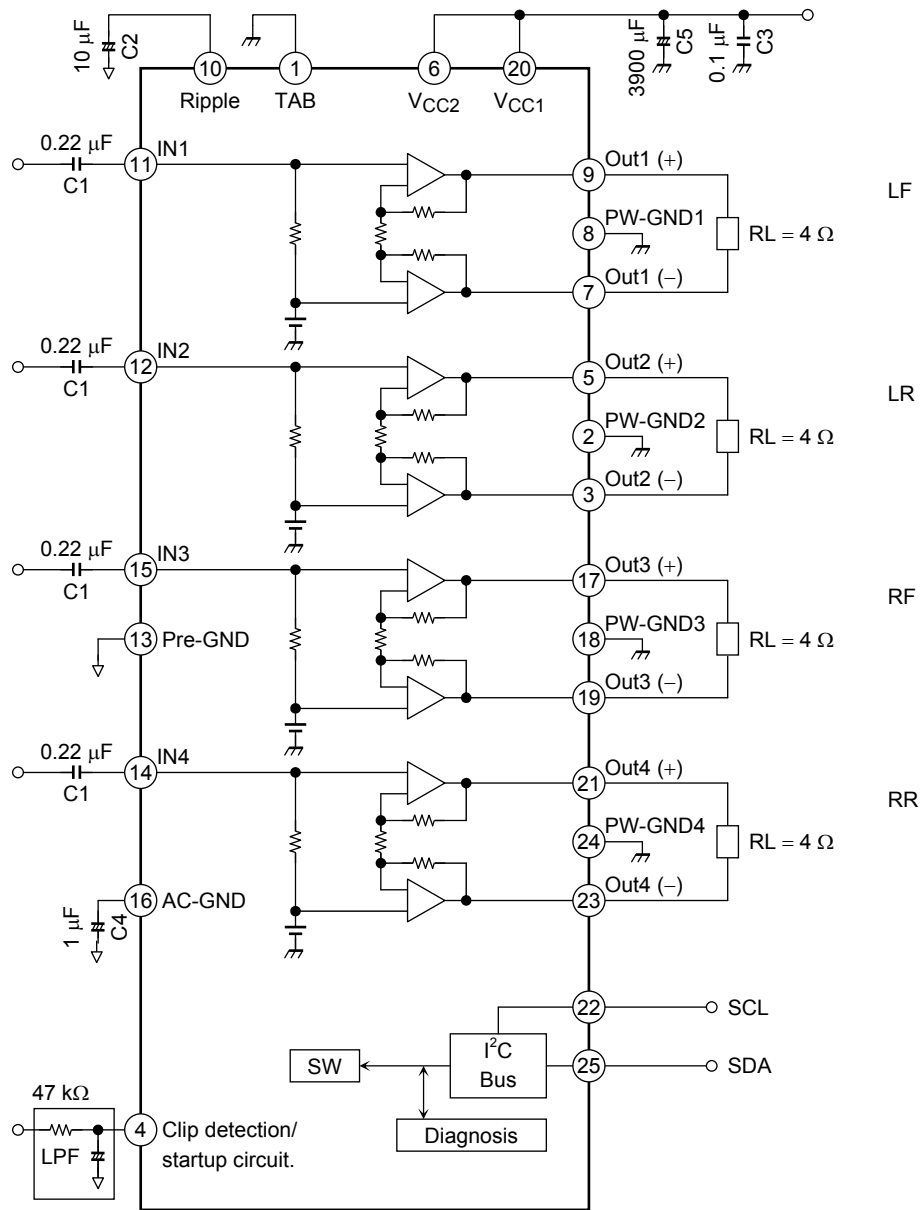 10 µF
C2
3900 µF
C5
0.1 µF
C3
10
1
6
20
Ripple
TAB
VCC2
VCC1
0.22 µF
C1
11
IN1
9
Out1 (+)
8
PW-GND1
7
Out1 (−)
RL = 4 Ω
LF
0.22 µF
C1
12
IN2
5
Out2 (+)
2
PW-GND2
3
Out2 (−)
RL = 4 Ω
LR
0.22 µF
C1
15
IN3
13
Pre-GND
17
Out3 (+)
18
PW-GND3
19
Out3 (−)
RL = 4 Ω
RF
0.22 µF
C1
14
IN4
21
Out4 (+)
24
PW-GND4
23
Out4 (−)
RL = 4 Ω
RR
16
AC-GND
1 µF
C4
22
SCL
25
SDA
I²C
Bus
SW
Diagnosis
47 kΩ
LPF
4
Clip detection/
startup circuit.